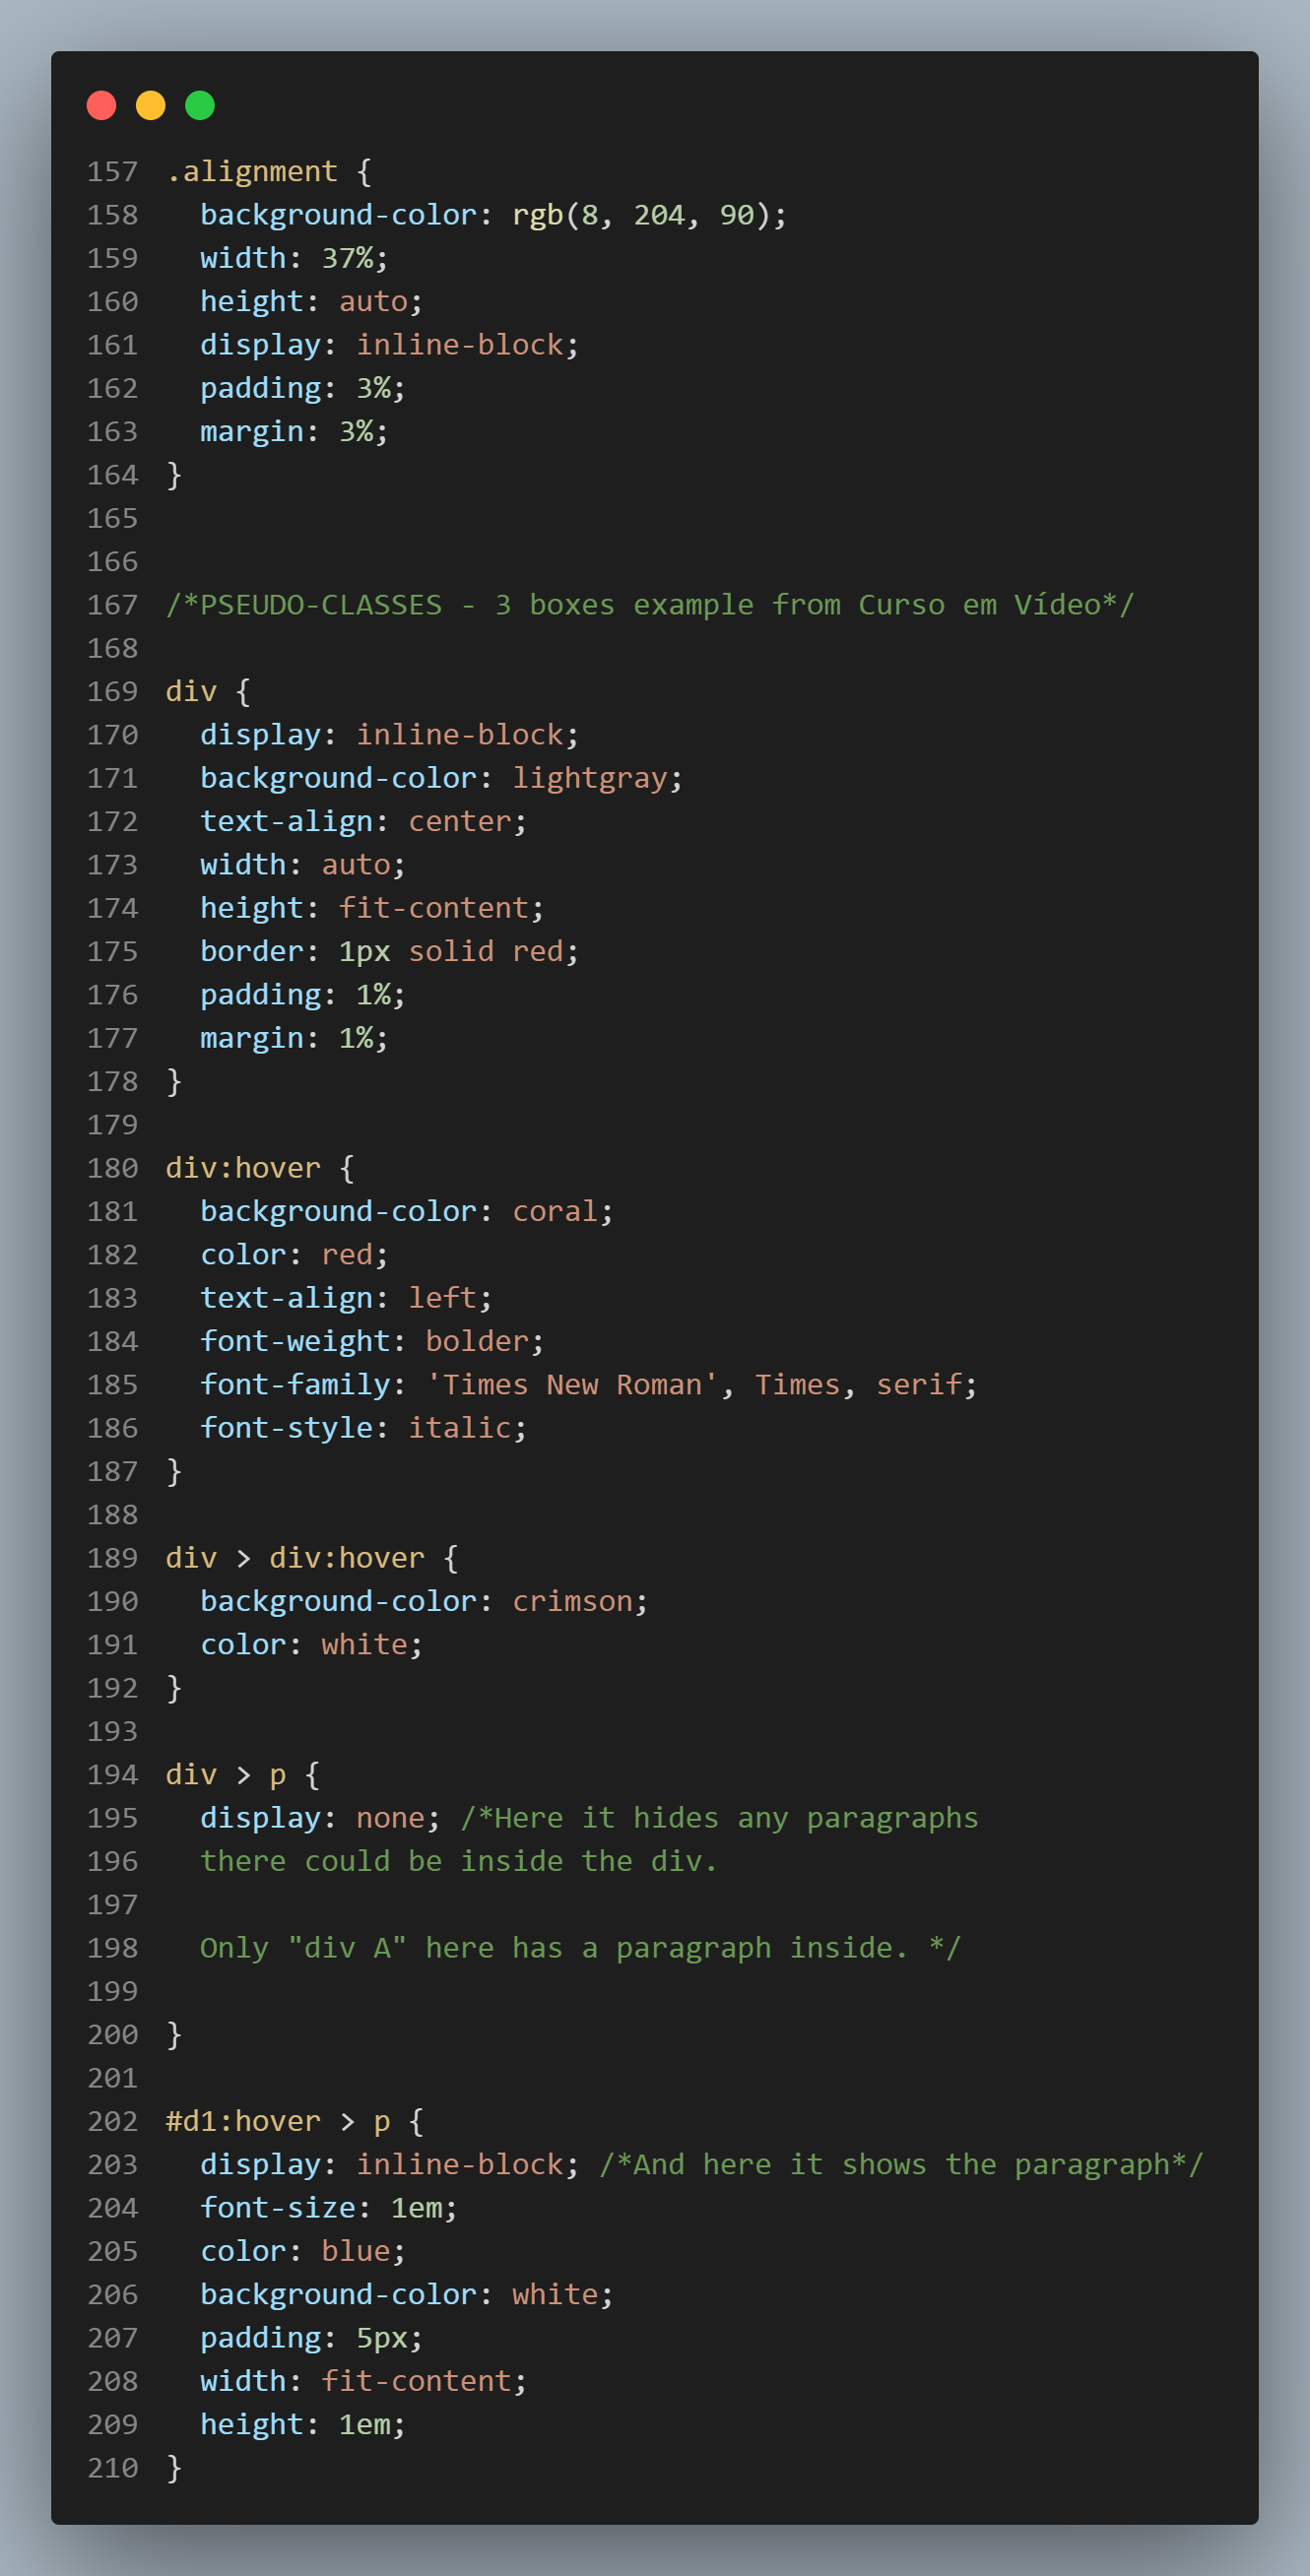 157 .alignment {
158   background-color: rgb(8, 204, 90);
159   width: 37%;
160   height: auto;
161   display: inline-block;
162   padding: 3%;
163   margin: 3%;
164 }
165
166
167 /*PSEUDO-CLASSES - 3 boxes example from Curso em Vídeo*/
168
169 div {
170   display: inline-block;
171   background-color: lightgray;
172   text-align: center;
173   width: auto;
174   height: fit-content;
175   border: 1px solid red;
176   padding: 1%;
177   margin: 1%;
178 }
179
180 div:hover {
181   background-color: coral;
182   color: red;
183   text-align: left;
184   font-weight: bolder;
185   font-family: 'Times New Roman', Times, serif;
186   font-style: italic;
187 }
188
189 div > div:hover {
190   background-color: crimson;
191   color: white;
192 }
193
194 div > p {
195   display: none; /*Here it hides any paragraphs
196   there could be inside the div.
197
198   Only "div A" here has a paragraph inside. */
199
200 }
201
202 #d1:hover > p {
203   display: inline-block; /*And here it shows the paragraph*/
204   font-size: 1em;
205   color: blue;
206   background-color: white;
207   padding: 5px;
208   width: fit-content;
209   height: 1em;
210 }